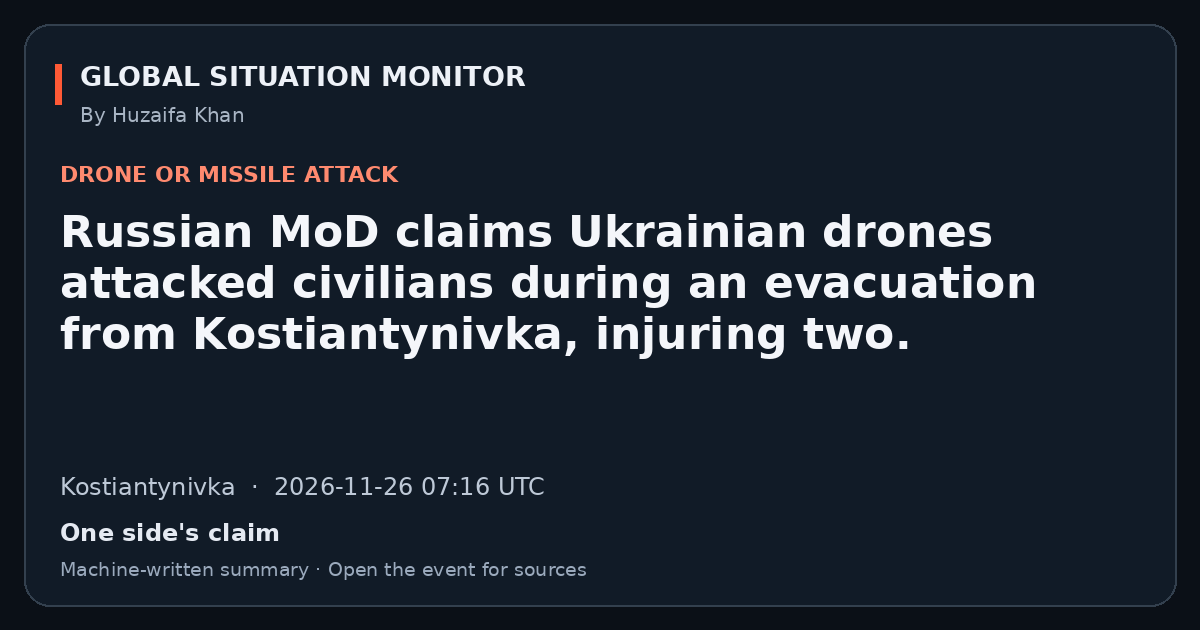 GLOBAL SITUATION MONITOR
By Huzaifa Khan
DRONE OR MISSILE ATTACK
Russian MoD claims Ukrainian drones
attacked civilians during an evacuation
from Kostiantynivka, injuring two.
Kostiantynivka · 2026-11-26 07:16 UTC
One side's claim
Machine-written summary · Open the event for sources